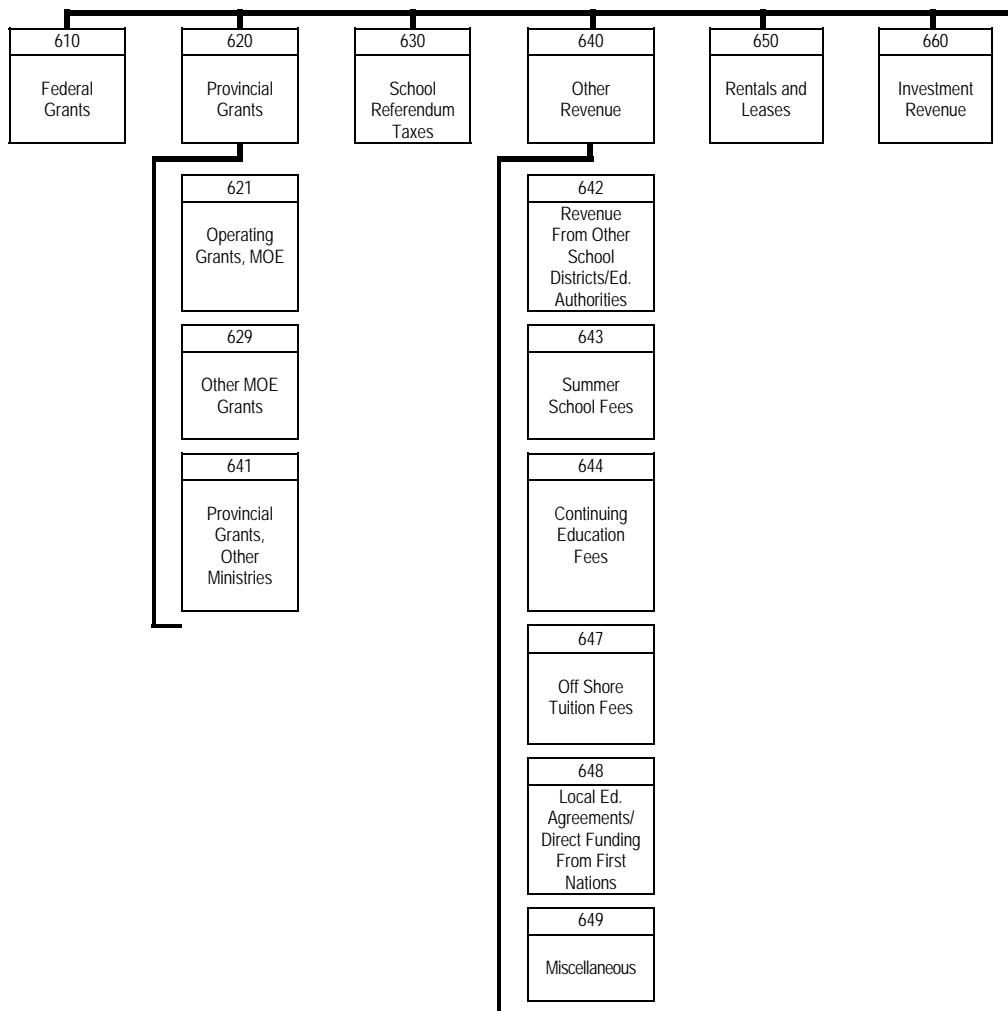 610
Federal
Grants
620
Provincial
Grants
630
School
Referendum
Taxes
640
Other
Revenue
650
Rentals and
Leases
660
Investment
Revenue
621
Operating
Grants, MOE
629
Other MOE
Grants
641
Provincial
Grants,
Other
Ministries
642
Revenue
From Other
School
Districts/Ed.
Authorities
643
Summer
School Fees
644
Continuing
Education
Fees
647
Off Shore
Tuition Fees
648
Local Ed.
Agreements/
Direct Funding
From First
Nations
649
Miscellaneous